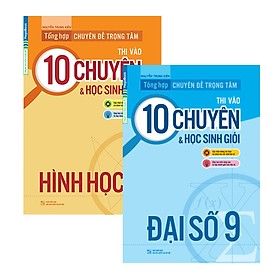 NGUYỄN TRUNG KIÊN
Tổng hợp CHUYÊN ĐỀ TRỌNG TÂM
THI VÀO
10 CHUYÊN
& HỌC SINH
HÌNH HỌC
NGUYỄN TRUNG KIÊN
Tổng hợp CHUYÊN ĐỀ TRỌNG TÂM
THI VÀO
10 CHUYÊN
& HỌC SINH GIỎI
ĐẠI SỐ 9